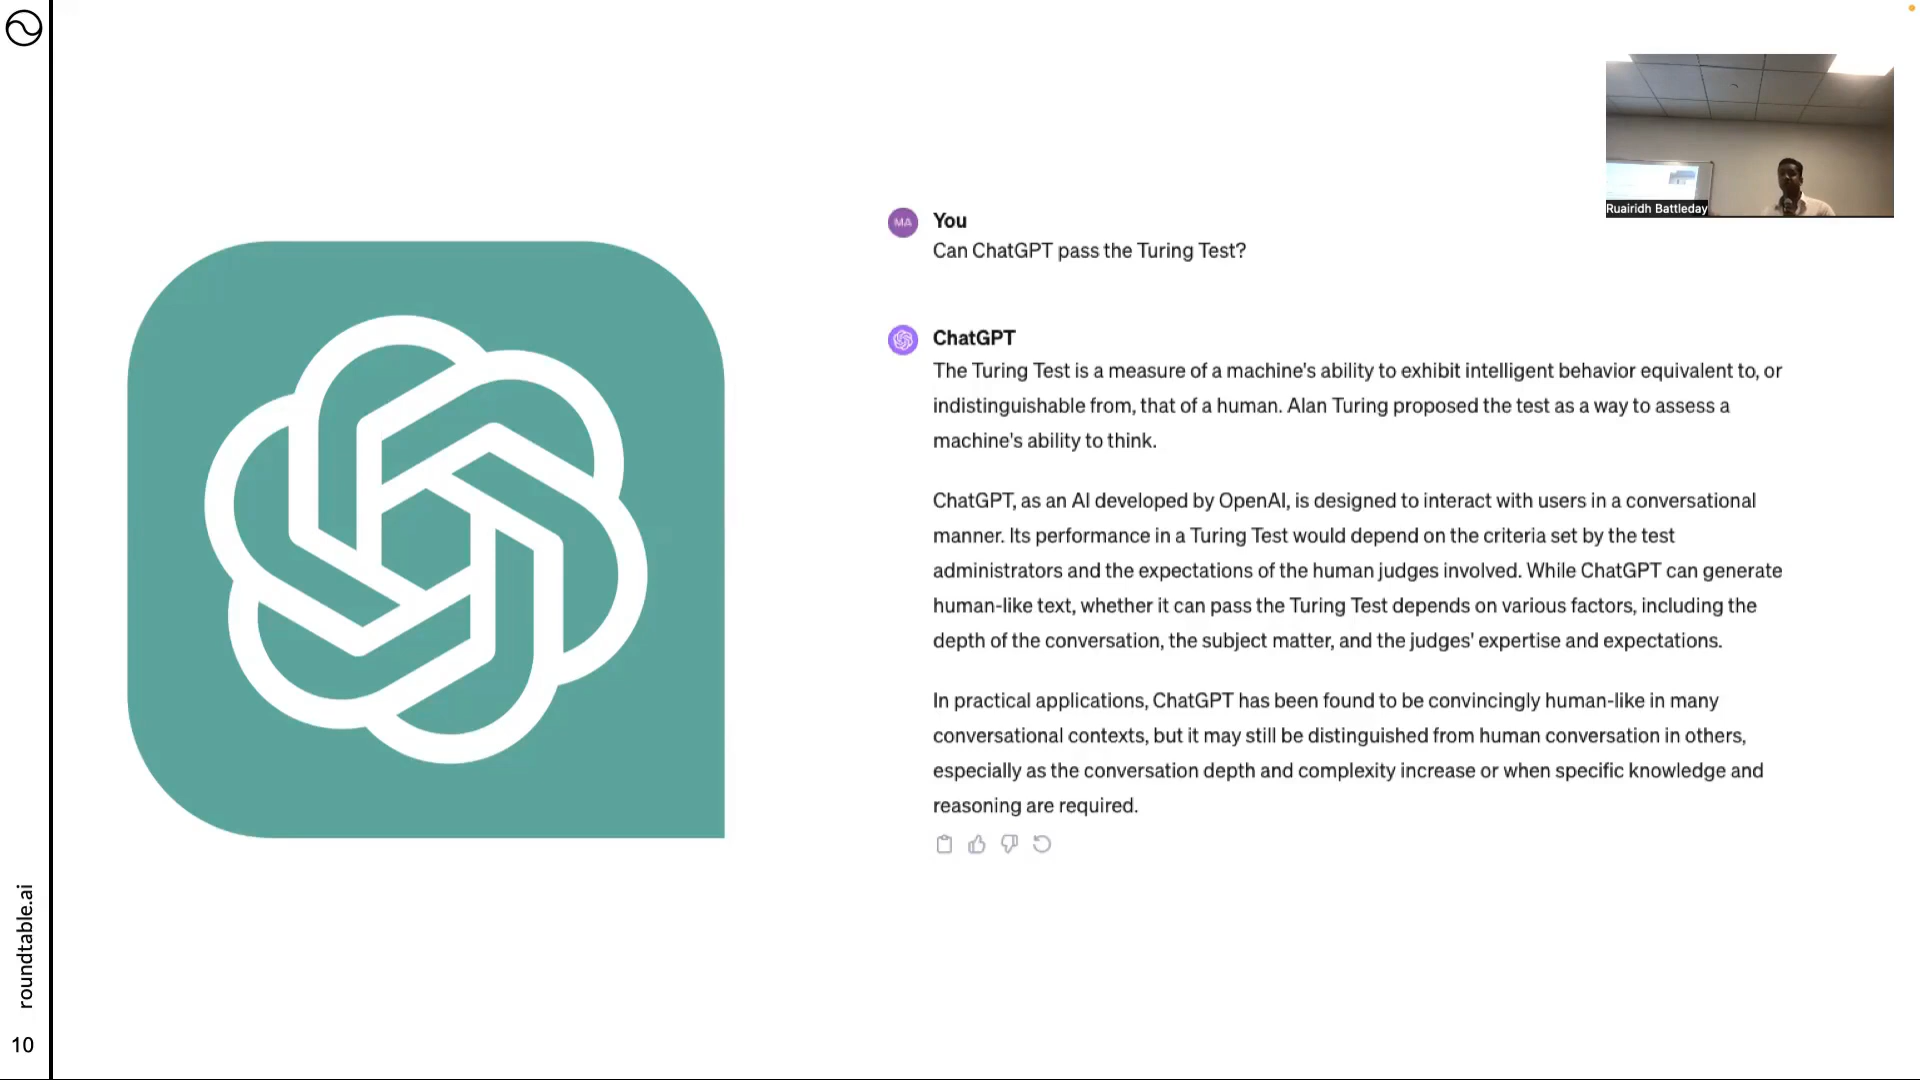 Ruairidh Battleday
MA
You
Can ChatGPT pass the Turing Test?
ChatGPT
The Turing Test is a measure of a machine's ability to exhibit intelligent behavior equivalent to, or
indistinguishable from, that of a human. Alan Turing proposed the test as a way to assess a
machine's ability to think.
ChatGPT, as an AI developed by OpenAI, is designed to interact with users in a conversational
manner. Its performance in a Turing Test would depend on the criteria set by the test
administrators and the expectations of the human judges involved. While ChatGPT can generate
human-like text, whether it can pass the Turing Test depends on various factors, including the
depth of the conversation, the subject matter, and the judges' expertise and expectations.
In practical applications, ChatGPT has been found to be convincingly human-like in many
conversational contexts, but it may still be distinguished from human conversation in others,
especially as the conversation depth and complexity increase or when specific knowledge and
reasoning are required.
roundtable.ai
10